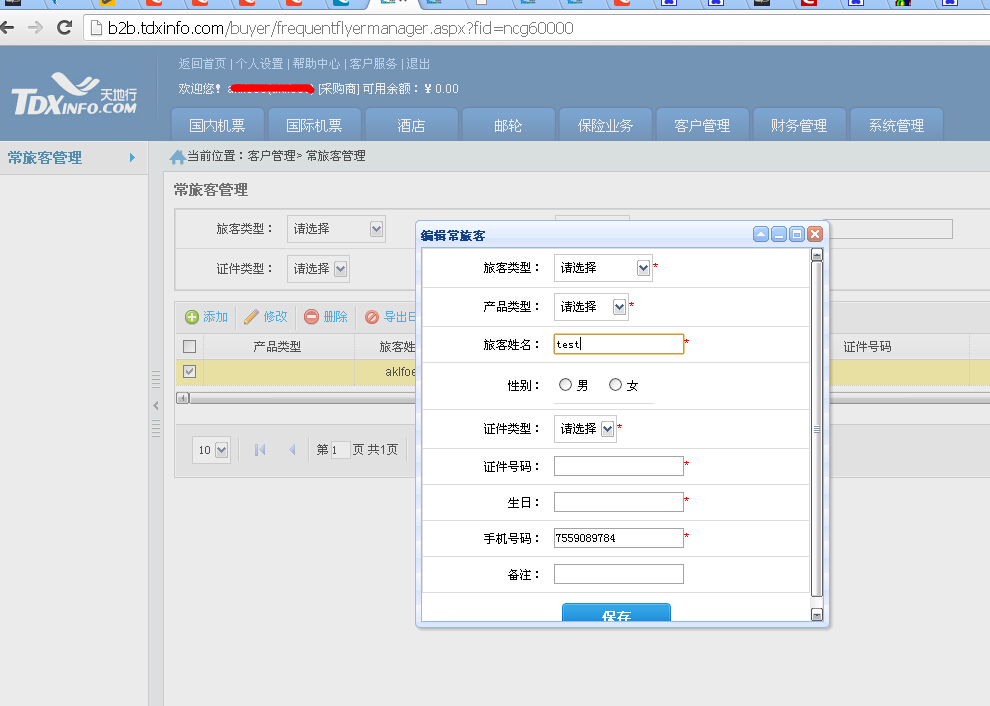 b2b.tdxinfo.com/buyer/frequentflyermanager.aspx?fid=ncg60000
TDXINFO.COM 天地行
返回首页 | 个人设置 | 帮助中心 | 客户服务 | 退出
欢迎您! [采购商] 可用余额：¥ 0.00
国内机票 国际机票 酒店 邮轮 保险业务 客户管理 财务管理 系统管理
常旅客管理
当前位置：客户管理> 常旅客管理
常旅客管理
旅客类型： 请选择
证件类型： 请选择
添加 修改 删除 导出
产品类型 旅客姓 证件号码
aklfoe
10 第 1 页 共1页
编辑常旅客
旅客类型： 请选择 *
产品类型： 请选择 *
旅客姓名： test *
性别： 男 女
证件类型： 请选择 *
证件号码： *
生日： *
手机号码： 7559089784 *
备注：
保存